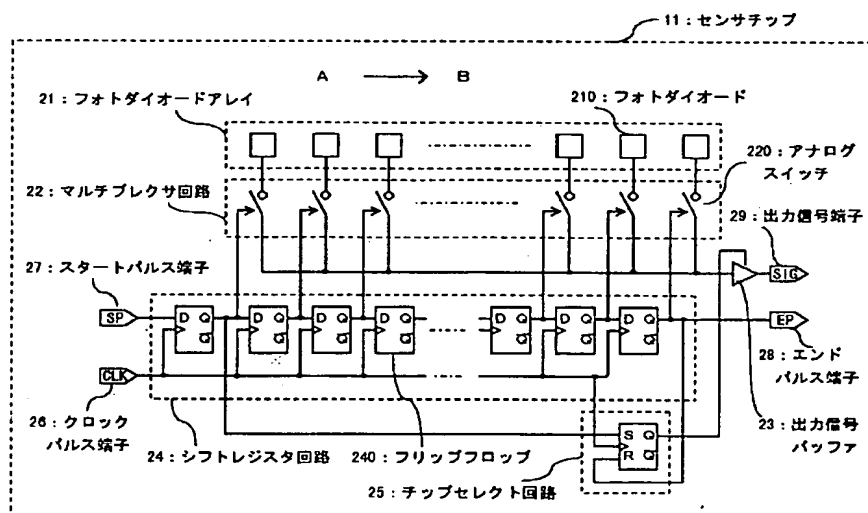 11：センサチップ
A
B
21：フォトダイオードアレイ
210：フォトダイオード
220：アナログ
スイッチ
22：マルチプレクサ回路
29：出力信号端子
27：スタートパルス端子
SIG
SP
D Q
Q
D Q
Q
D Q
Q
D Q
Q
D Q
Q
D Q
Q
D Q
Q
EP
28：エンド
パルス端子
CLK
26：クロック
パルス端子
S Q
R Q
23：出力信号
バッファ
24：シフトレジスタ回路
240：フリップフロップ
25：チップセレクト回路